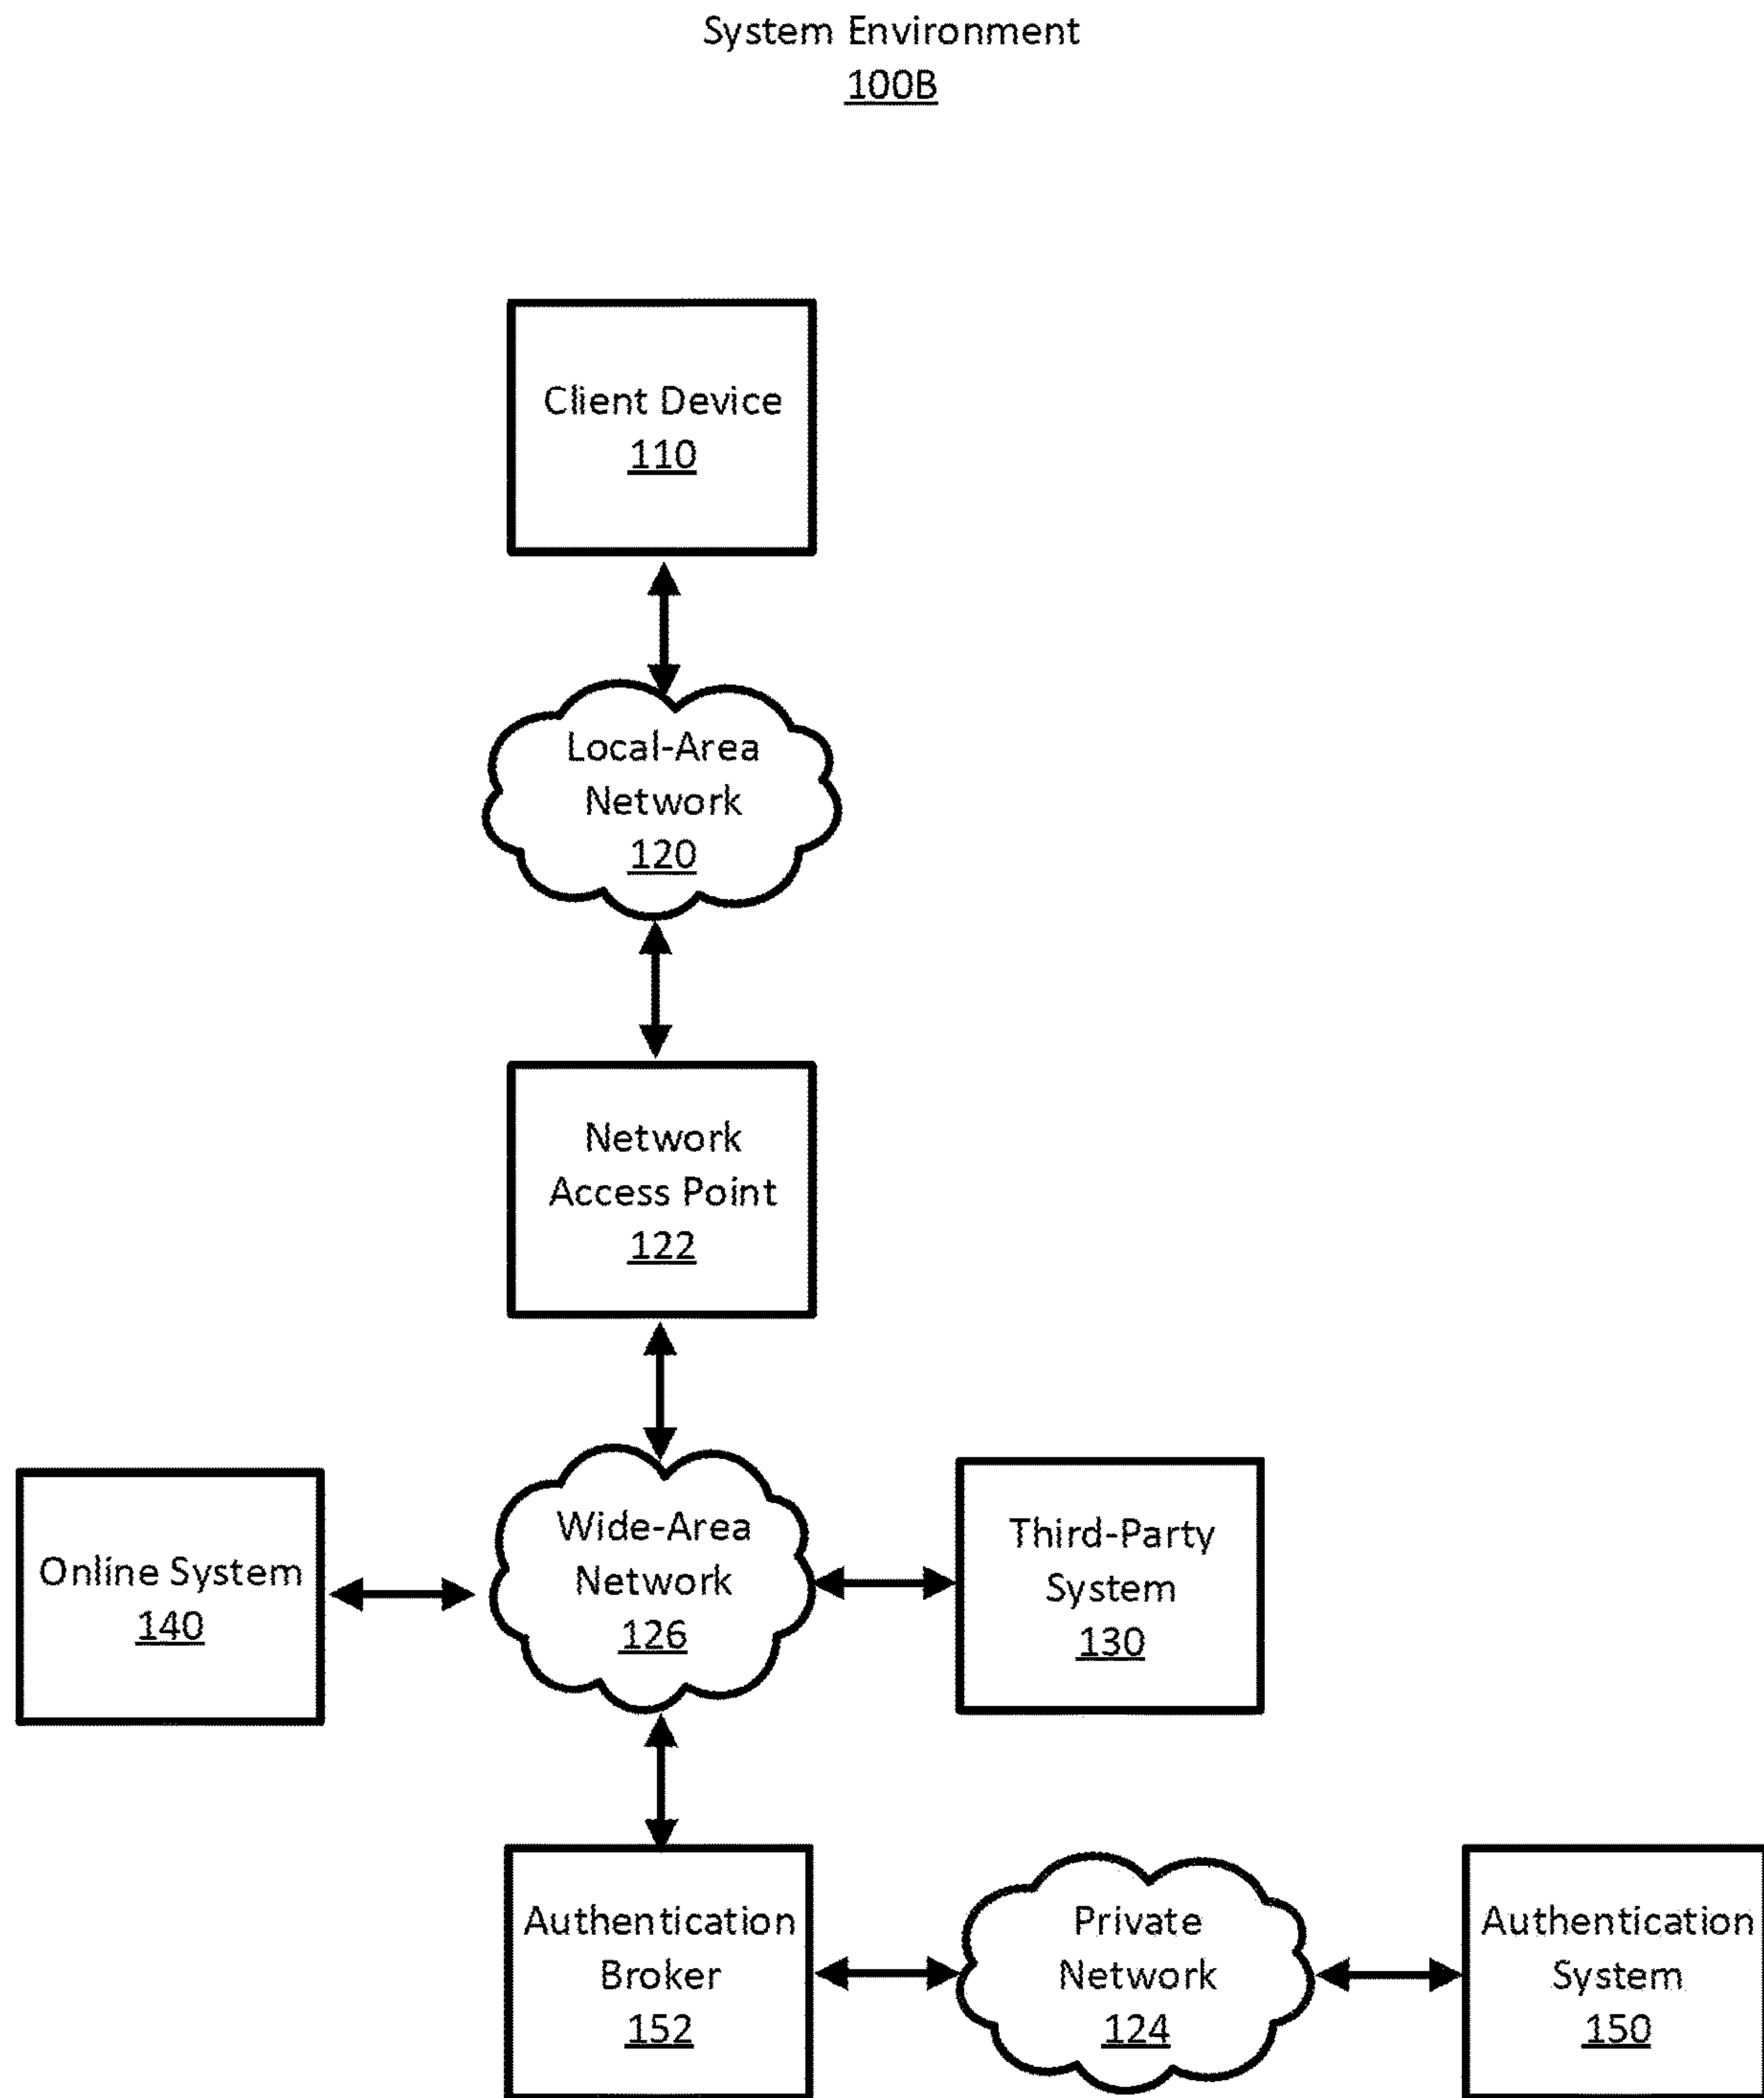 System Environment
100B
Client Device
110
Local-Area
Network
120
Network
Access Point
122
Online System
140
Wide-Area
Network
126
Third-Party
System
130
Authentication
Broker
152
Private
Network
124
Authentication
System
150